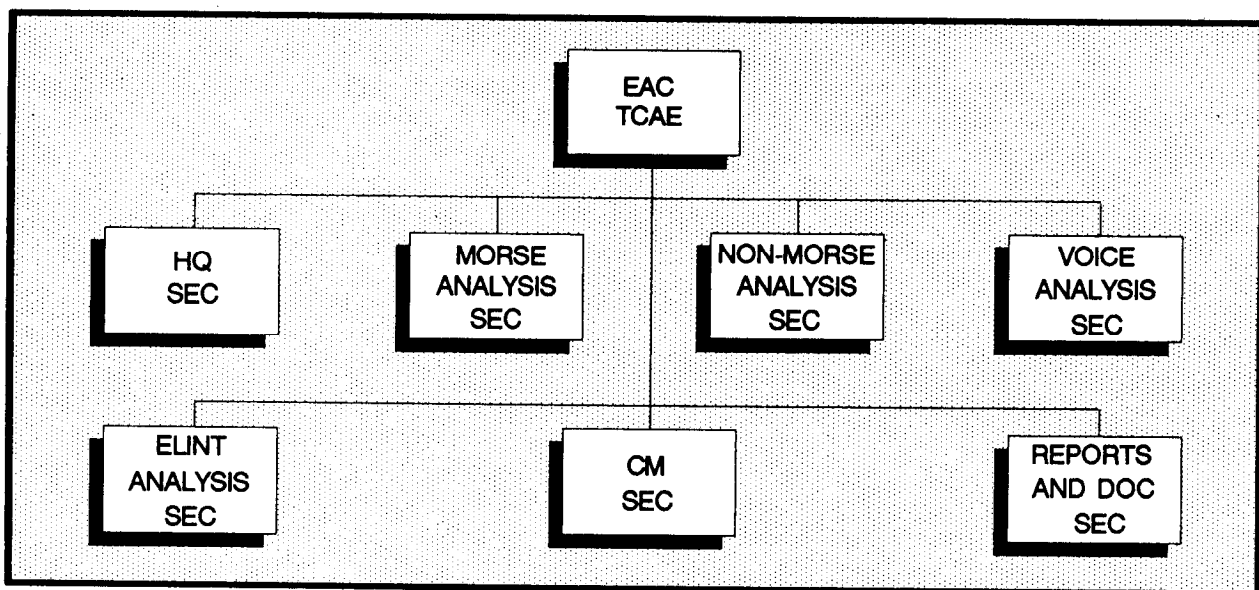 EAC
TCAE
HQ
SEC
MORSE
ANALYSIS
SEC
NON-MORSE
ANALYSIS
SEC
VOICE
ANALYSIS
SEC
ELINT
ANALYSIS
SEC
CM
SEC
REPORTS
AND DOC
SEC